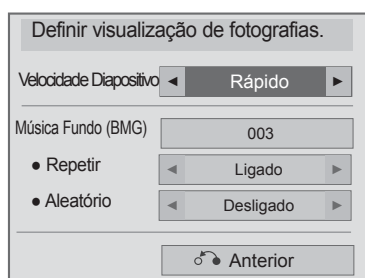 Definir visualização de fotografias.
Velocidade Diapositivo ◄ Rápido ►
Música Fundo (BMG) 003
● Repetir ◄ Ligado ►
● Aleatório ◄ Desligado ►
Anterior